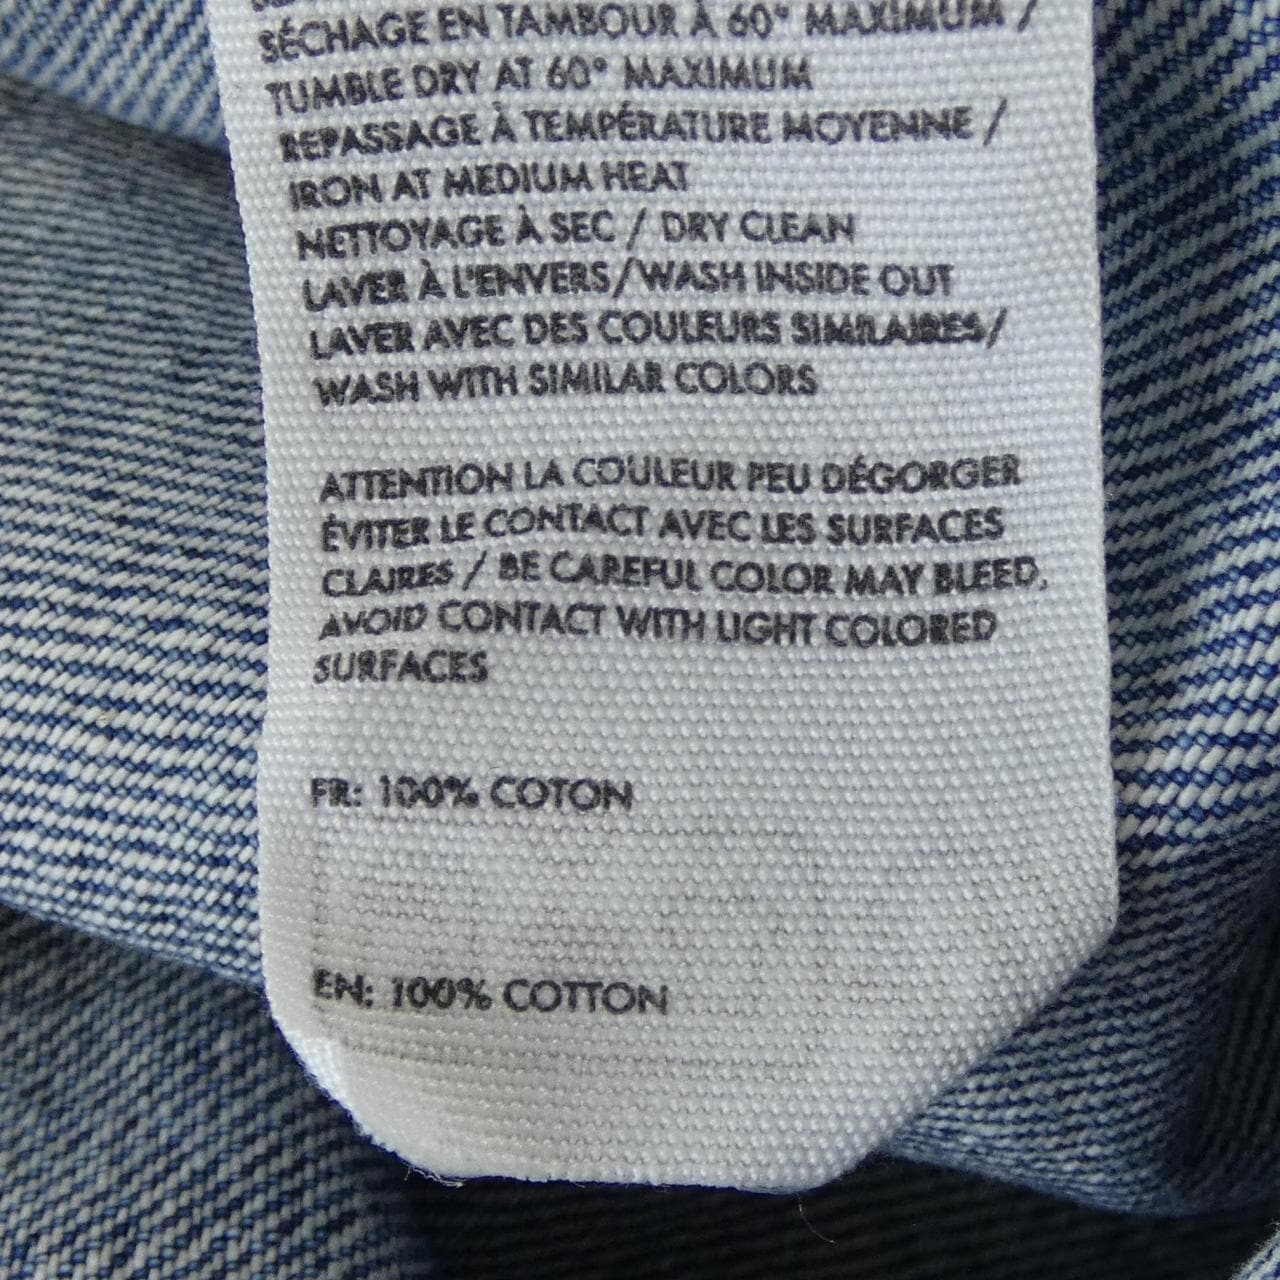 SÉCHAGE EN TAMBOUR À 60° MAXIMUM /
TUMBLE DRY AT 60° MAXIMUM
REPASSAGE À TEMPÉRATURE MOYENNE /
IRON AT MEDIUM HEAT
NETTOYAGE À SEC / DRY CLEAN
LAVER À L'ENVERS/WASH INSIDE OUT
LAVER AVEC DES COULEURS SIMILAIRES/
WASH WITH SIMILAR COLORS
ATTENTION LA COULEUR PEU DÉGORGER
ÉVITER LE CONTACT AVEC LES SURFACES
CLAIRES / BE CAREFUL COLOR MAY BLEED,
AVOID CONTACT WITH LIGHT COLORED
SURFACES
FR: 100% COTON
EN: 100% COTTON